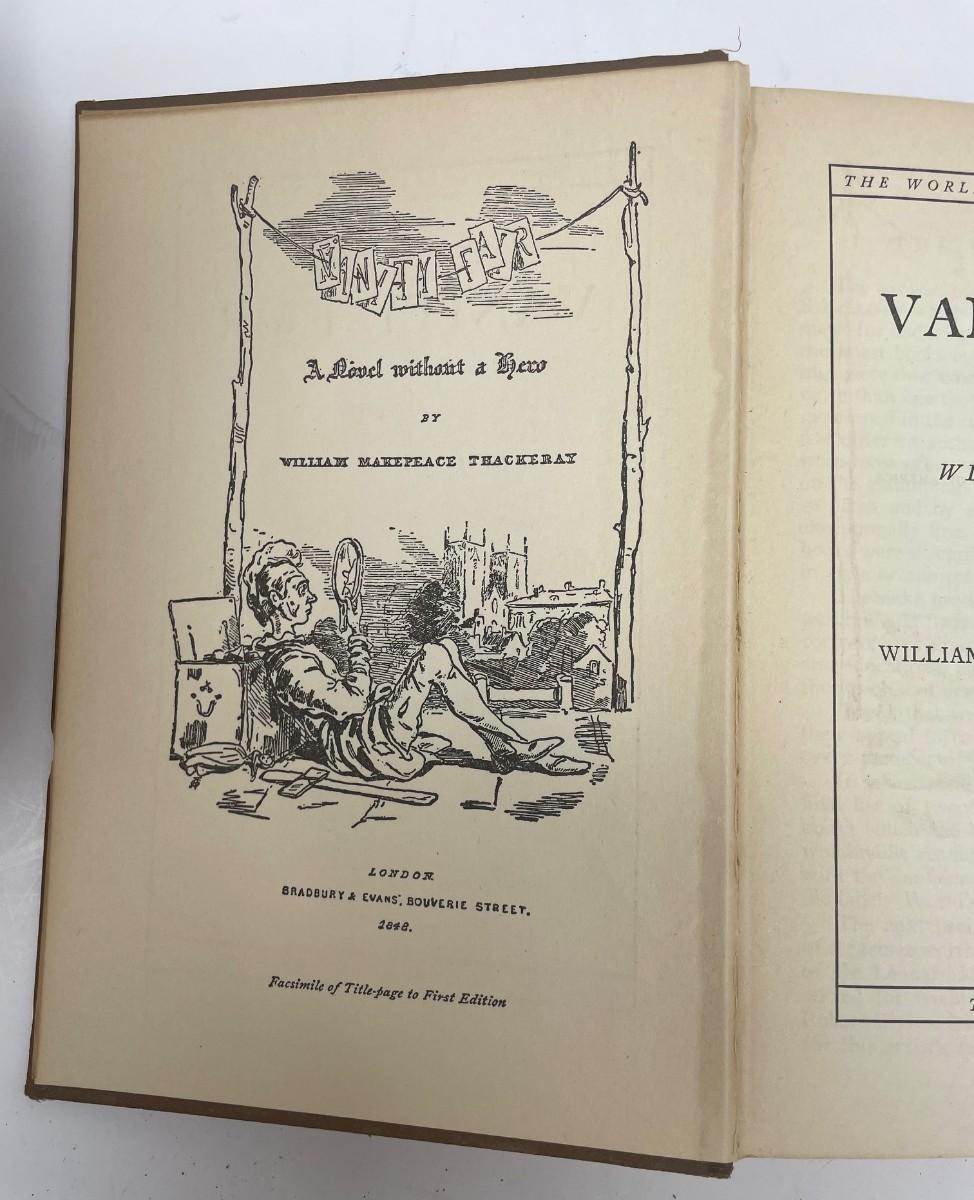 VANITY FAIR
A Novel without a Hero
BY
WILLIAM MAKEPEACE THACKERAY
LONDON
BRADBURY & EVANS, BOUVERIE STREET.
1848.
Facsimile of Title-page to First Edition
THE WORL
VA
WI
WILLIAM
T